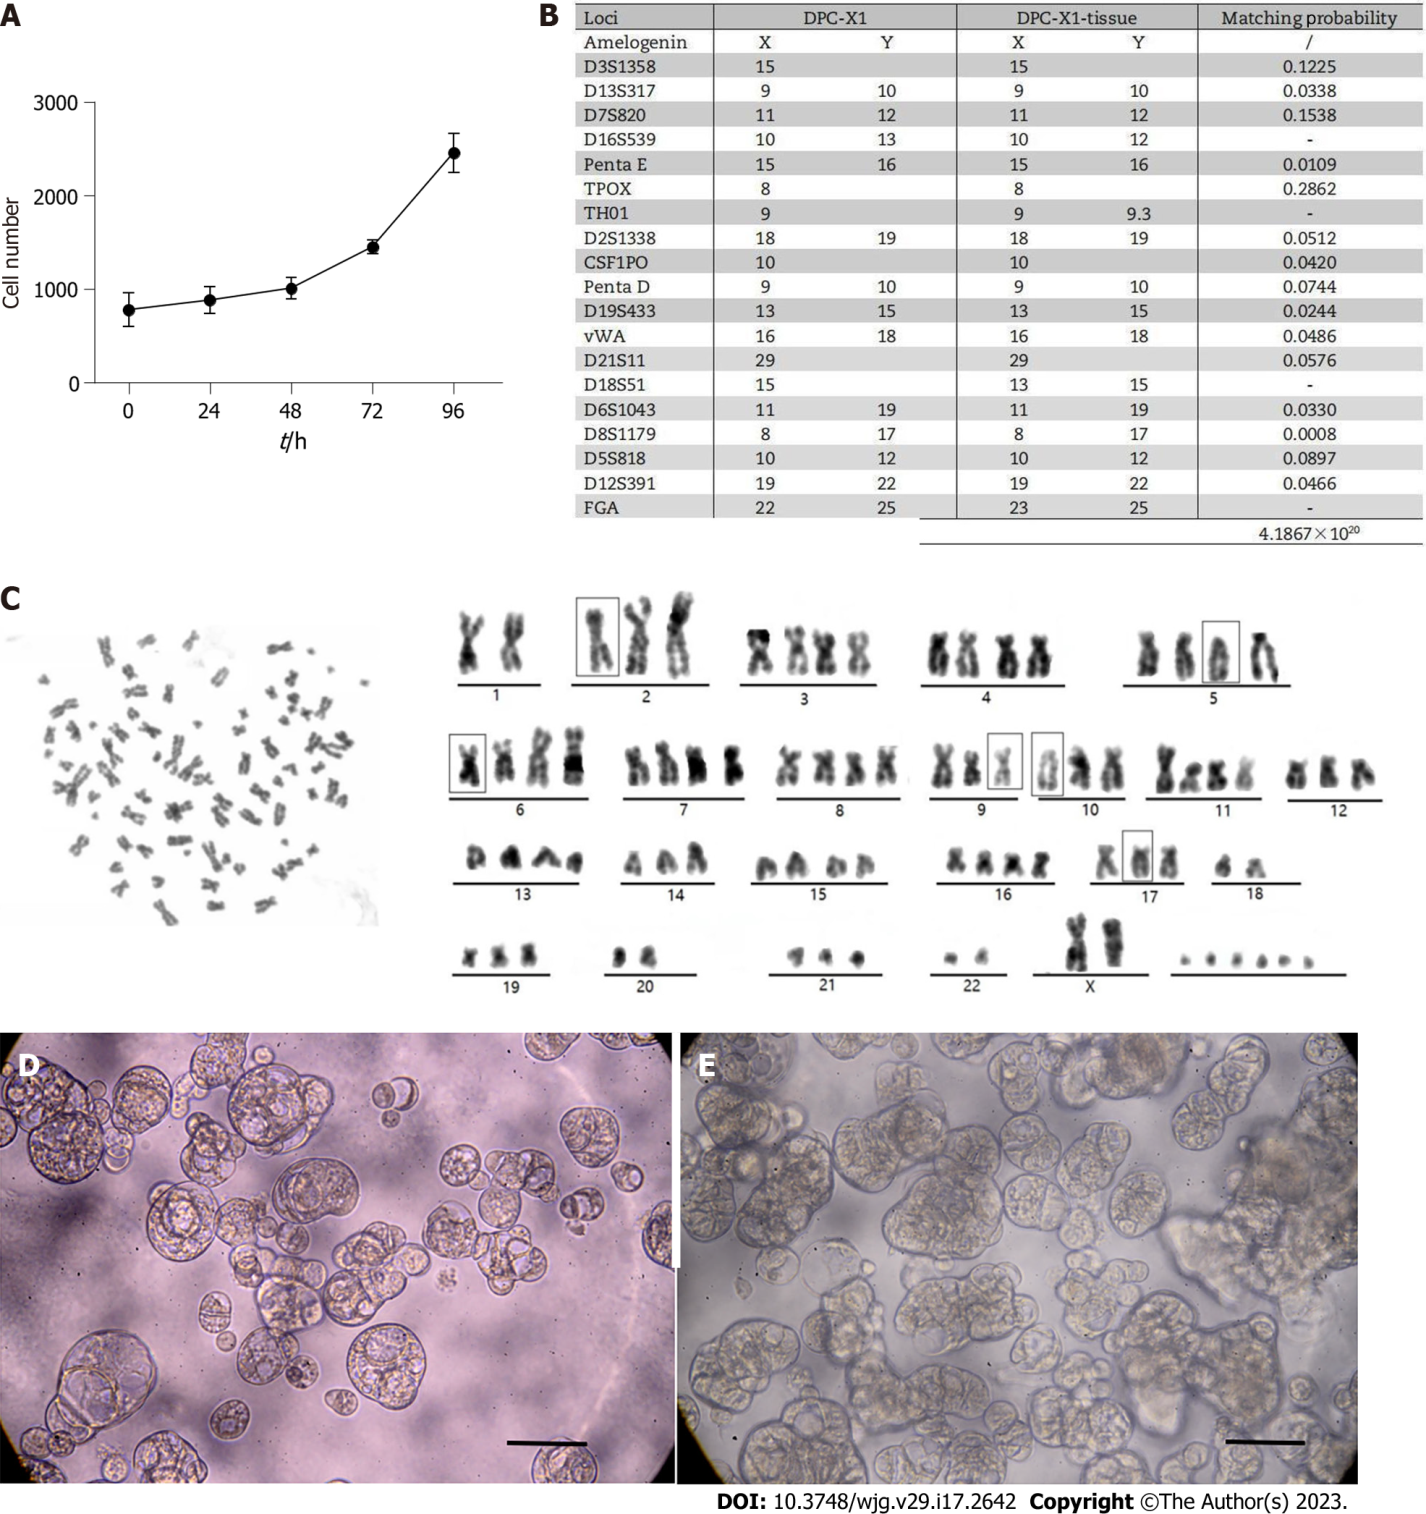 A
3000
2000
1000
0
Cell number
0 24 48 72 96
t/h
B
Loci DPC-X1 DPC-X1-tissue Matching probability
Amelogenin X Y X Y /
D3S1358 15 15 0.1225
D13S317 9 10 9 10 0.0338
D7S820 11 12 11 12 0.1538
D16S539 10 13 10 12 -
Penta E 15 16 15 16 0.0109
TPOX 8 8 0.2862
TH01 9 9 9.3 -
D2S1338 18 19 18 19 0.0512
CSF1PO 10 10 0.0420
Penta D 9 10 9 10 0.0744
D19S433 13 15 13 15 0.0244
vWA 16 18 16 18 0.0486
D21S11 29 29 0.0576
D18S51 15 13 15 -
D6S1043 11 19 11 19 0.0330
D8S1179 8 17 8 17 0.0008
D5S818 10 12 10 12 0.0897
D12S391 19 22 19 22 0.0466
FGA 22 25 23 25 -
4.1867×10²⁰
C
1 2 3 4 5
6 7 8 9 10 11 12
13 14 15 16 17 18
19 20 21 22 X
D
E
DOI: 10.3748/wjg.v29.i17.2642 Copyright ©The Author(s) 2023.